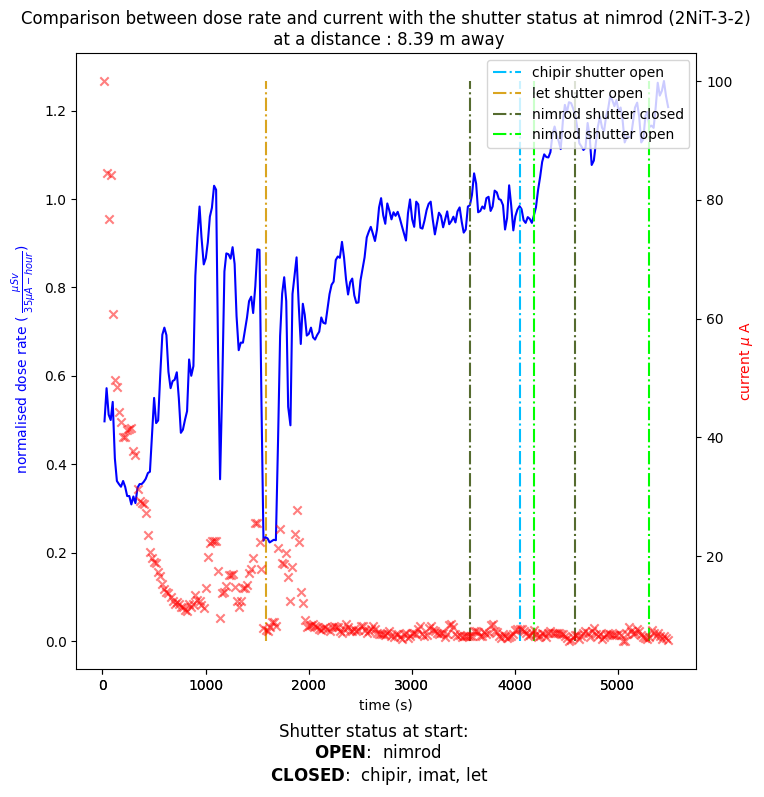 Comparison between dose rate and current with the shutter status at nimrod (2NiT-3-2)
at a distance : 8.39 m away
chipir shutter open
let shutter open
nimrod shutter closed
nimrod shutter open
normalised dose rate ( μSv / 35μA − hour )
1.2
1.0
0.8
0.6
0.4
0.2
0.0
100
80
60
40
20
current μ A
0 1000 2000 3000 4000 5000
time (s)
Shutter status at start:
OPEN: nimrod
CLOSED: chipir, imat, let